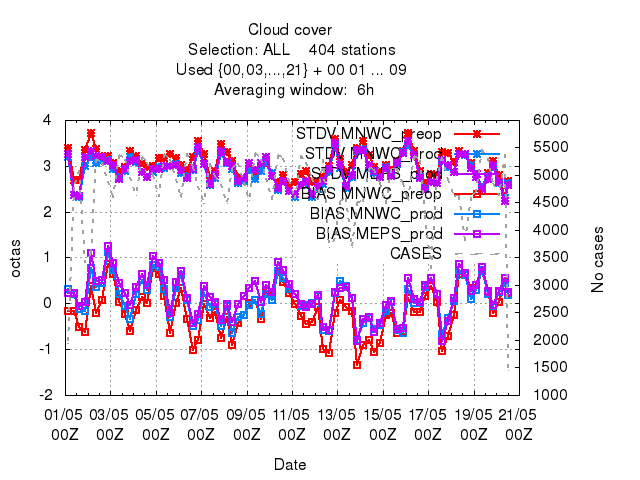 Cloud cover
Selection: ALL 404 stations
Used {00,03,...,21} + 00 01 ... 09
Averaging window: 6h
STDV MNWC_preop
STDV MNWC_prod
STDV MEPS_prod
BIAS MNWC_preop
BIAS MNWC_prod
BIAS MEPS_prod
CASES
octas
4
3
2
1
0
-1
-2
No cases
6000
5500
5000
4500
4000
3500
3000
2500
2000
1500
1000
01/05 03/05 05/05 07/05 09/05 11/05 13/05 15/05 17/05 19/05 21/05
00Z 00Z 00Z 00Z 00Z 00Z 00Z 00Z 00Z 00Z 00Z
Date